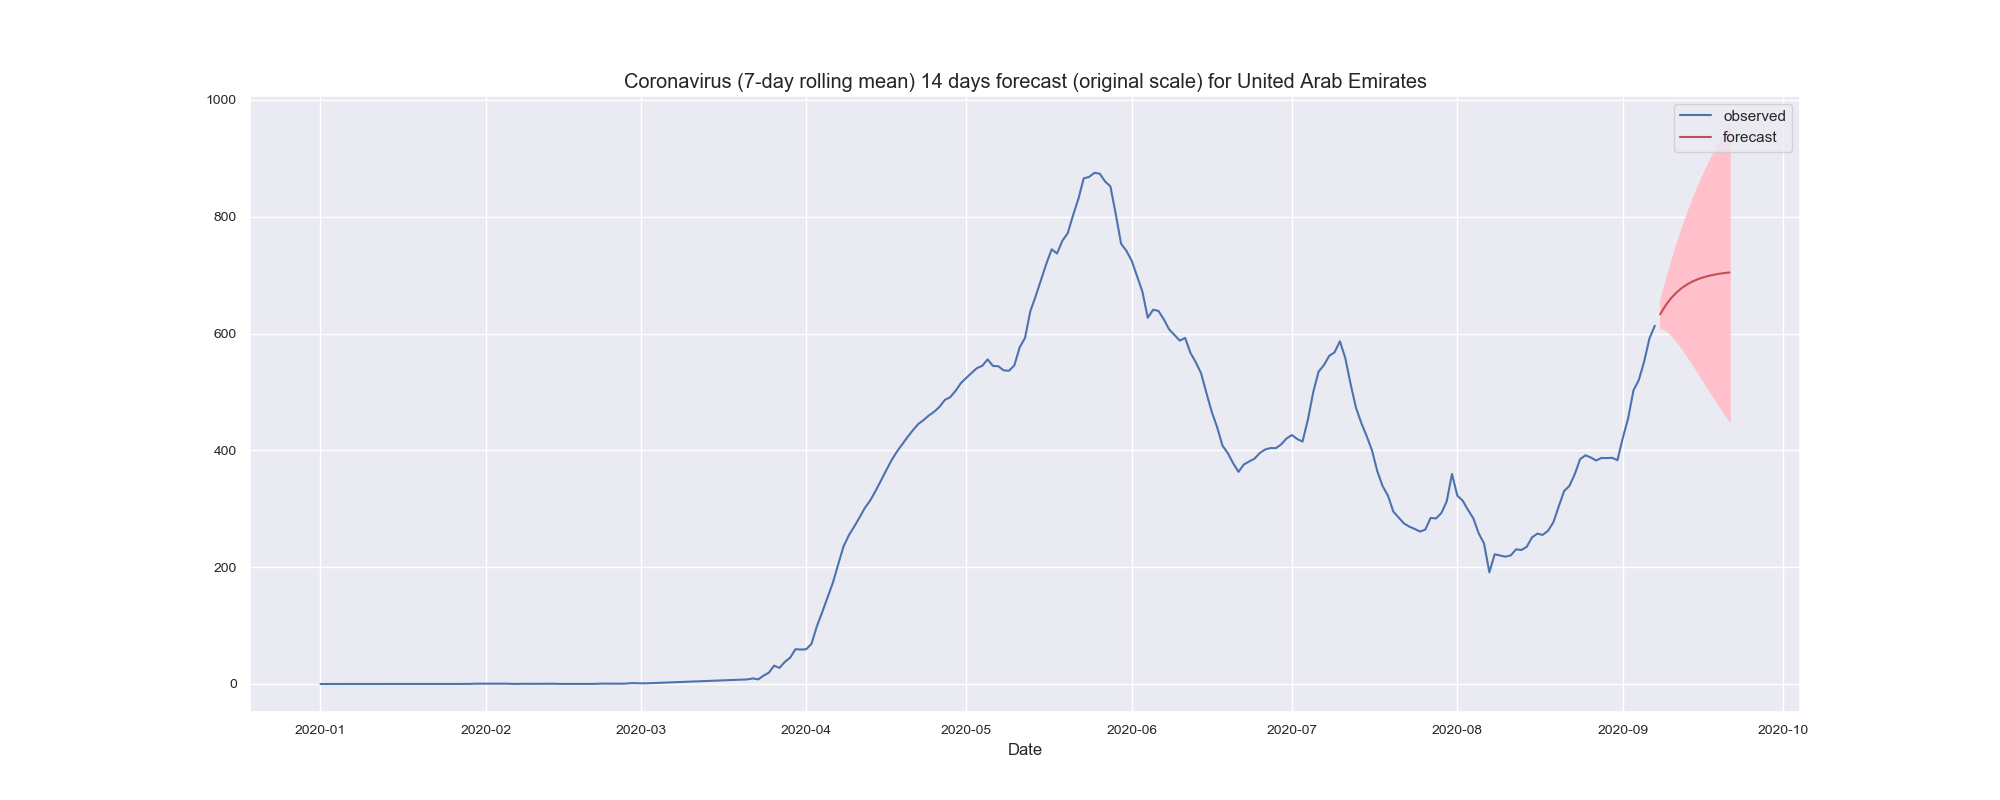 Coronavirus (7-day rolling mean) 14 days forecast (original scale) for United Arab Emirates
1000
800
600
400
200
0
observed
forecast
2020-01 2020-02 2020-03 2020-04 2020-05 2020-06 2020-07 2020-08 2020-09 2020-10
Date